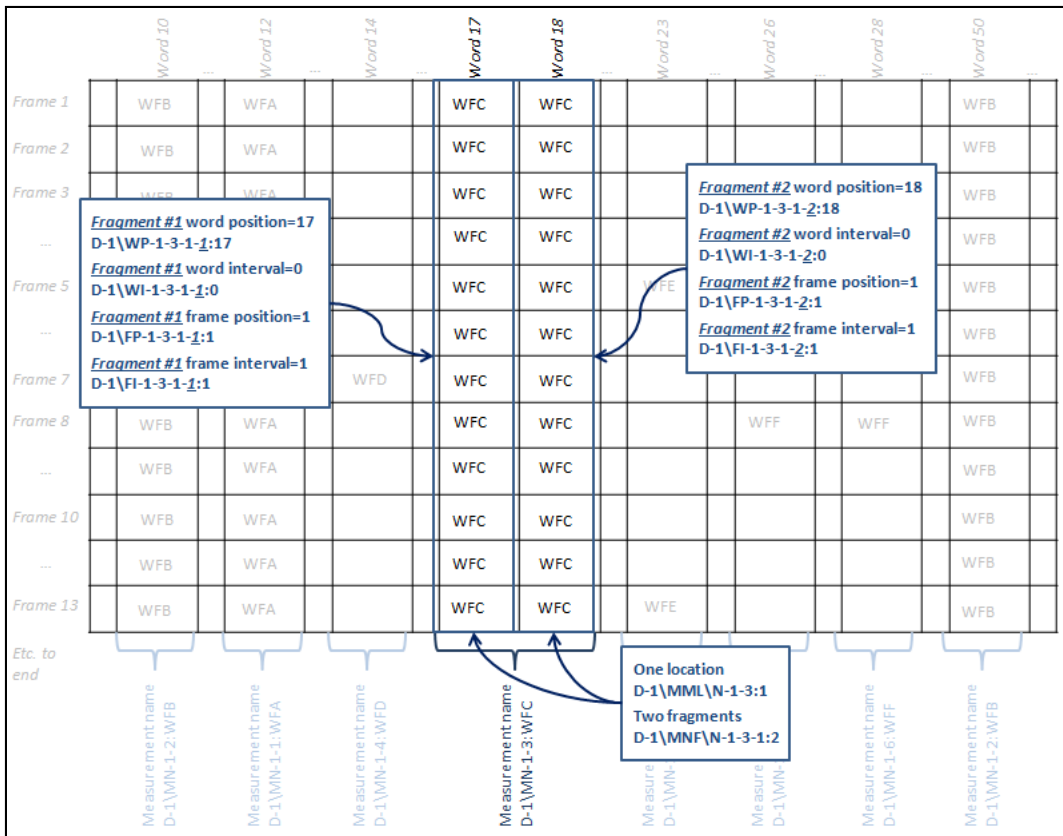 Word 10 ... Word 12 ... Word 14 ... Word 17 Word 18 ... Word 23 ... Word 26 ... Word 28 ... Word 50 ...
Frame 1 WFB WFA WFC WFC WFB
Frame 2 WFB WFA WFC WFC WFB
Frame 3 WFB WFA WFC WFC WFB
... WFC WFC WFB
Frame 5 WFC WFC WFE WFB
... WFC WFC WFB
Frame 7 WFD WFC WFC WFB
Frame 8 WFB WFA WFC WFC WFF WFF WFB
... WFB WFA WFC WFC WFB
Frame 10 WFB WFA WFC WFC WFB
... WFB WFA WFC WFC WFB
Frame 13 WFB WFA WFC WFC WFE WFB
Etc. to
end
Fragment #1 word position=17
D-1\WP-1-3-1-1:17
Fragment #1 word interval=0
D-1\WI-1-3-1-1:0
Fragment #1 frame position=1
D-1\FP-1-3-1-1:1
Fragment #1 frame interval=1
D-1\FI-1-3-1-1:1
Fragment #2 word position=18
D-1\WP-1-3-1-2:18
Fragment #2 word interval=0
D-1\WI-1-3-1-2:0
Fragment #2 frame position=1
D-1\FP-1-3-1-2:1
Fragment #2 frame interval=1
D-1\FI-1-3-1-2:1
One location
D-1\MML\N-1-3:1
Two fragments
D-1\MNF\N-1-3-1:2
Measurement name
D-1\MN-1-2:WFB
Measurement name
D-1\MN-1-1:WFA
Measurement name
D-1\MN-1-4:WFD
Measurement name
D-1\MN-1-3:WFC
Measure
D-1\MN-
Measurement name
D-1\MN-1-6:WFF
Measurement name
D-1\MN-1-2:WFB